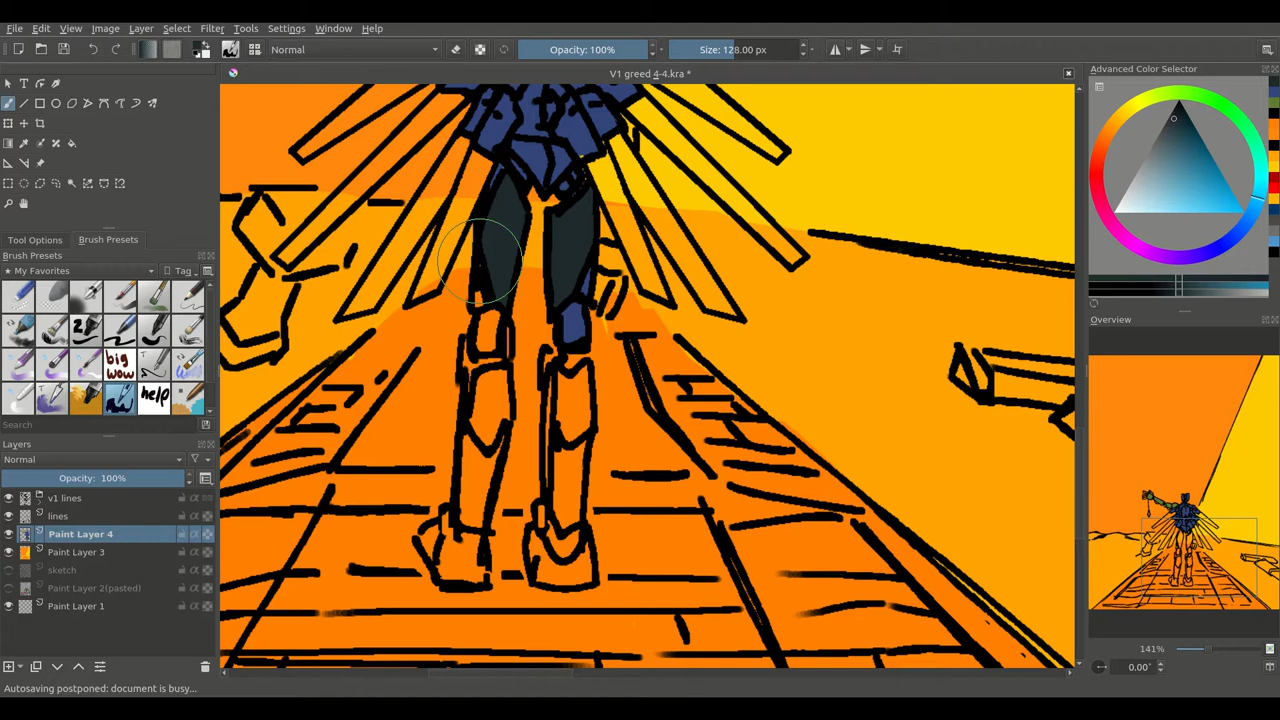 File Edit View Image Layer Select Filter Tools Settings Window Help
Normal
Opacity: 100%
Size: 128.00 px
V1 greed 4-4.kra *
Advanced Color Selector
Tool Options
Brush Presets
Brush Presets
My Favorites
Tag
big
wow
help
Search
Layers
Normal
Opacity: 100%
v1 lines
lines
Paint Layer 4
Paint Layer 3
sketch
Paint Layer 2(pasted)
Paint Layer 1
Overview
141%
0.00°
Autosaving postponed: document is busy...